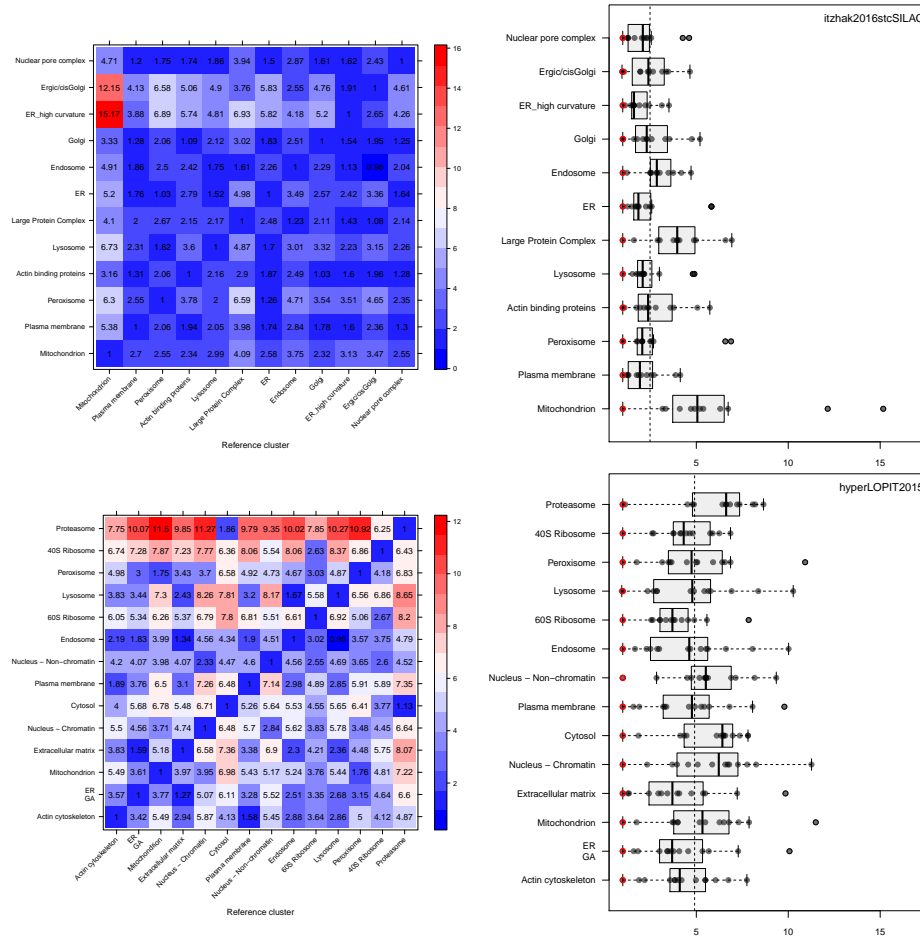 itzhak2016stcSILAC
Nuclear pore complex 4.71 1.2 1.75 1.74 1.86 3.94 1.5 2.87 1.61 1.62 2.43 1
Ergic/cisGolgi 12.15 4.13 6.58 5.06 4.9 3.76 5.83 2.55 4.76 1.91 1 4.61
ER_high curvature 15.17 3.88 6.89 5.74 4.81 6.93 5.82 4.18 5.2 1 2.65 4.26
Golgi 3.33 1.28 2.06 1.09 2.12 3.02 1.83 2.51 1 1.54 1.95 1.25
Endosome 4.91 1.86 2.5 2.42 1.75 1.61 2.26 1 2.29 1.13 2.04
ER 5.2 1.76 1.03 2.79 1.52 4.98 1 3.49 2.57 2.42 3.36 1.64
Large Protein Complex 4.1 2 2.67 2.15 2.17 1 2.48 1.23 2.11 1.43 1.08 2.14
Lysosome 6.73 2.31 1.82 3.6 1 4.87 1.7 3.01 3.32 2.23 3.15 2.26
Actin binding proteins 3.16 1.31 2.06 1 2.16 2.9 1.87 2.49 1.03 1.6 1.96 1.28
Peroxisome 6.3 2.55 1 3.78 2 6.59 1.26 4.71 3.54 3.51 4.65 2.35
Plasma membrane 5.38 1 2.06 1.94 2.05 3.98 1.74 2.84 1.78 1.6 2.36 1.3
Mitochondrion 1 2.7 2.55 2.34 2.99 4.09 2.58 3.75 2.32 3.13 3.47 2.55
Mitochondrion
Plasma membrane
Peroxisome
Actin binding proteins
Lysosome
Large Protein Complex
ER
Endosome
Golgi
ER_high curvature
Ergic/cisGolgi
Nuclear pore complex
Reference cluster
16
14
12
10
8
6
4
2
0
Nuclear pore complex
Ergic/cisGolgi
ER_high curvature
Golgi
Endosome
ER
Large Protein Complex
Lysosome
Actin binding proteins
Peroxisome
Plasma membrane
Mitochondrion
5 10 15
hyperLOPIT2015
Proteasome 7.75 10.07 11.5 9.85 11.27 1.86 9.79 9.35 10.02 7.85 10.27 10.92 6.25 1
40S Ribosome 6.74 7.28 7.87 7.23 7.77 6.36 8.06 5.54 8.06 2.63 8.37 6.86 1 6.43
Peroxisome 4.98 3 1.75 3.43 3.7 6.58 4.92 4.73 4.67 3.03 4.87 1 4.18 6.83
Lysosome 3.83 3.44 7.3 2.43 8.26 7.81 3.2 8.17 1.67 5.58 1 6.56 6.86 8.65
60S Ribosome 6.05 5.34 6.26 5.37 6.79 7.8 6.81 5.51 6.61 1 6.92 5.06 2.67 8.2
Endosome 2.19 1.83 3.99 1.34 4.56 4.34 1.9 4.51 1 3.02 3.57 3.75 4.79
Nucleus − Non−chromatin 4.2 4.07 3.98 4.07 2.33 4.47 4.6 1 4.56 2.55 4.69 3.65 2.6 4.52
Plasma membrane 1.89 3.76 6.5 3.1 7.26 6.48 1 7.14 2.98 4.89 2.85 5.91 5.89 7.35
Cytosol 4 5.68 6.78 5.48 6.71 1 5.26 5.64 5.53 4.55 5.65 6.41 3.77 1.13
Nucleus − Chromatin 5.5 4.56 3.71 4.74 1 6.48 5.7 2.84 5.62 3.83 5.78 3.48 4.45 6.64
Extracellular matrix 3.83 1.59 5.18 1 6.58 7.36 3.38 6.9 2.3 4.21 2.36 4.48 5.75 8.07
Mitochondrion 5.49 3.61 1 3.97 3.95 6.98 5.43 5.17 5.24 3.76 5.44 1.76 4.81 7.22
ER
GA 3.57 1 3.77 1.27 5.07 6.11 3.28 5.52 2.51 3.35 2.68 3.15 4.64 6.6
Actin cytoskeleton 1 3.42 5.49 2.94 5.87 4.13 1.58 5.45 2.88 3.64 2.86 5 4.12 4.87
Actin cytoskeleton
ER
GA
Mitochondrion
Extracellular matrix
Nucleus − Chromatin
Cytosol
Plasma membrane
Nucleus − Non−chromatin
Endosome
60S Ribosome
Lysosome
Peroxisome
40S Ribosome
Proteasome
Reference cluster
12
10
8
6
4
2
Proteasome
40S Ribosome
Peroxisome
Lysosome
60S Ribosome
Endosome
Nucleus − Non−chromatin
Plasma membrane
Cytosol
Nucleus − Chromatin
Extracellular matrix
Mitochondrion
ER
GA
Actin cytoskeleton
5 10 15